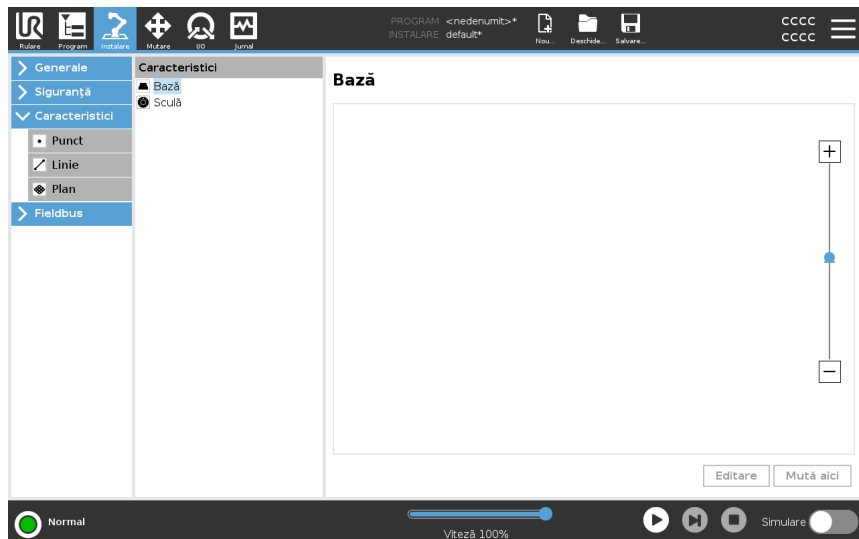 PROGRAM <nedenumit>*
INSTALARE default*
cccc
cccc
Rulare Program Instalare Mutare I/O Jurnal Nou... Deschide... Salvare...
Generale
Siguranță
Caracteristici
Punct
Linie
Plan
Fieldbus
Caracteristici
Bază
Sculă
Bază
Editare Mută aici
Normal
Viteză 100%
Simulare